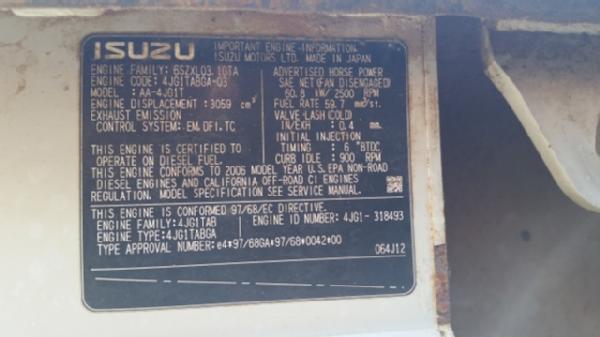 ISUZU
IMPORTANT ENGINE INFORMATION
ISUZU MOTORS LTD. MADE IN JAPAN
ENGINE FAMILY: 6SZXL03.1GTA
ENGINE CODE: 4JG1TABGA-03
MODEL : AA-4JG1T
ENGINE DISPLACEMENT: 3059 cm³
EXHAUST EMISSION
CONTROL SYSTEM: EM,DFI,TC
ADVERTISED HORSE POWER
SAE NET(FAN DISENGAGED)
60.8 kW/2500 RPM
FUEL RATE 59.7 mm³/st.
VALVE LASH COLD)
IN/EXH : 0.4 mm
INITIAL INJECTION
TIMING : 6 °BTDC
CURB IDLE : 900 RPM
THIS ENGINE IS CERTIFIED TO
OPERATE ON DIESEL FUEL.
THIS ENGINE CONFORMS TO 2006 MODEL YEAR U.S.EPA NON-ROAD
DIESEL ENGINES AND CALIFORNIA OFF-ROAD CI ENGINES
REGULATION. MODEL SPECIFICATION SEE SERVICE MANUAL.
THIS ENGINE IS CONFORMED 97/68/EC DIRECTIVE.
ENGINE FAMILY:4JG1TAB
ENGINE ID NUMBER: 4JG1- 318493
ENGINE TYPE:4JG1TABGA
TYPE APPROVAL NUMBER:e4*97/68GA*97/68*0042*00
064J12